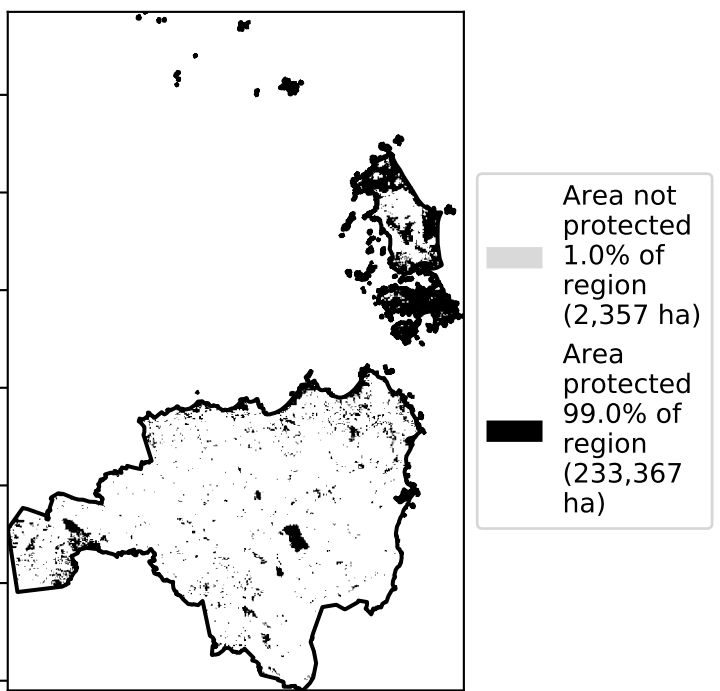 Area not
protected
1.0% of
region
(2,357 ha)
Area
protected
99.0% of
region
(233,367
ha)